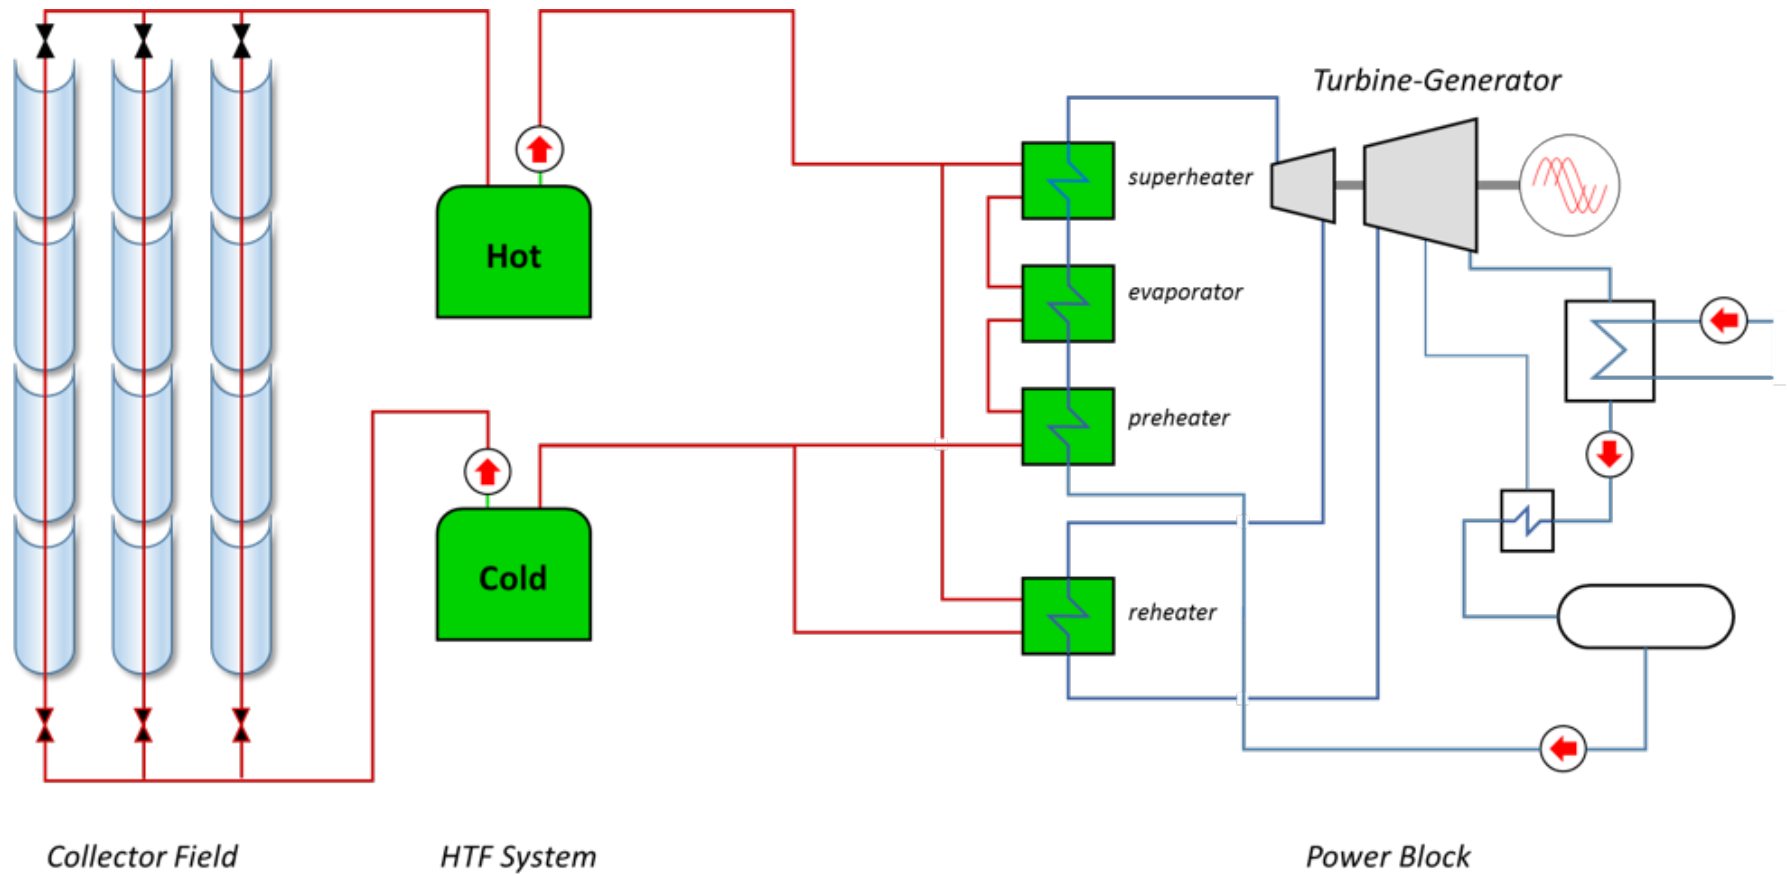 Turbine-Generator
superheater
Hot
evaporator
preheater
Cold
reheater
Collector Field
HTF System
Power Block